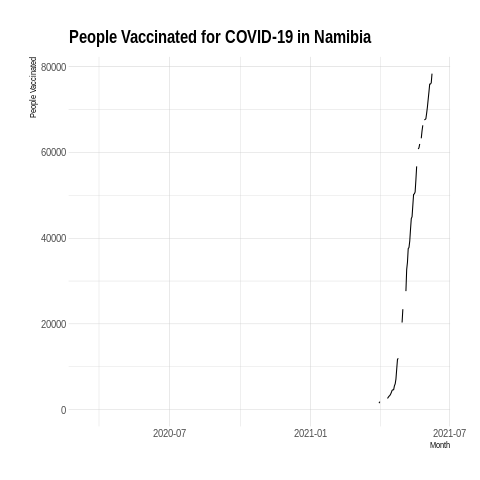 People Vaccinated for COVID-19 in Namibia
People Vaccinated
80000
60000
40000
20000
0
2020-07
2021-01
2021-07
Month